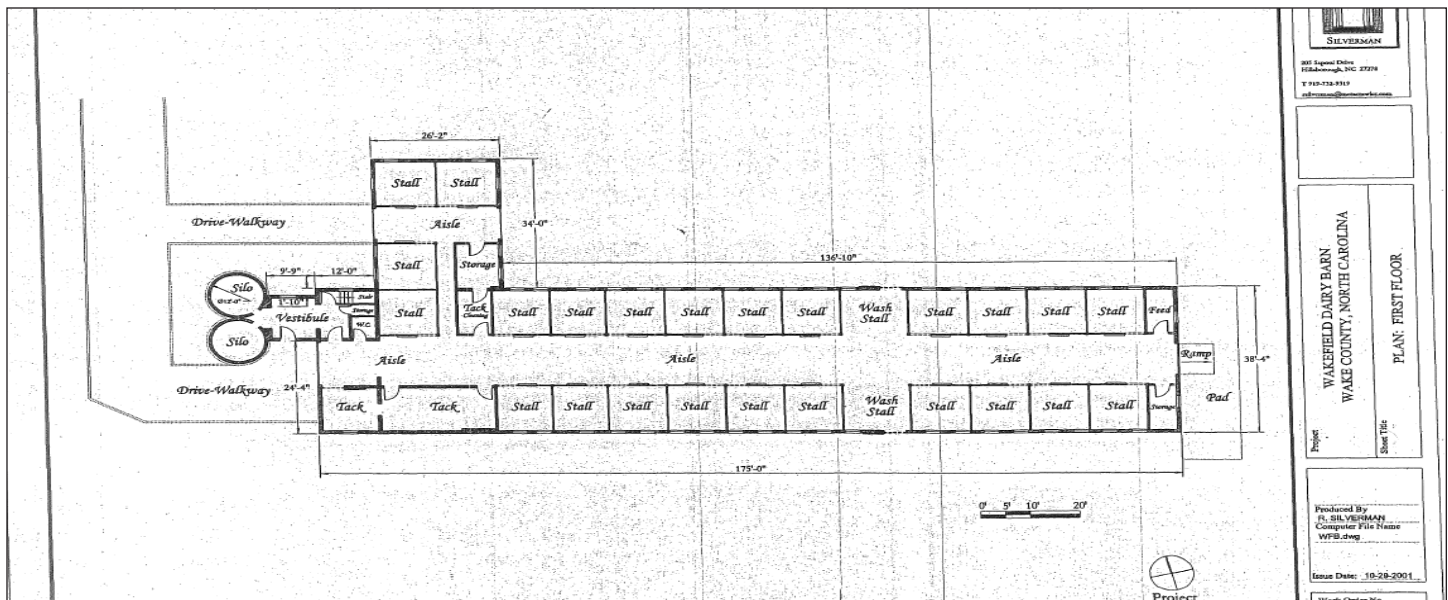 SILVERMAN
Hillsborough, NC 27278
26'-2"
Stall
Stall
Drive-Walkway
Aisle
34'-0"
Stall
Storage
136'-10"
9'-9"
12'-0"
Silo
1'-10"
Stair
Storage
Vestibule
W.C.
Stall
Tack
Cleaning
Stall
Stall
Stall
Stall
Stall
Stall
Wash
Stall
Stall
Stall
Stall
Stall
Feed
Silo
Aisle
Aisle
Aisle
Ramp
38'-4"
Drive-Walkway
24'-4"
Tack
Tack
Stall
Stall
Stall
Stall
Stall
Stall
Wash
Stall
Stall
Stall
Stall
Stall
Storage
Pad
175'-0"
0' 5' 10' 20'
Project
Project
WAKEFIELD DAIRY BARN
WAKE COUNTY, NORTH CAROLINA
Sheet Title
PLAN: FIRST FLOOR
Produced By
R. SILVERMAN
Computer File Name
WFB.dwg
Issue Date: 10-29-2001